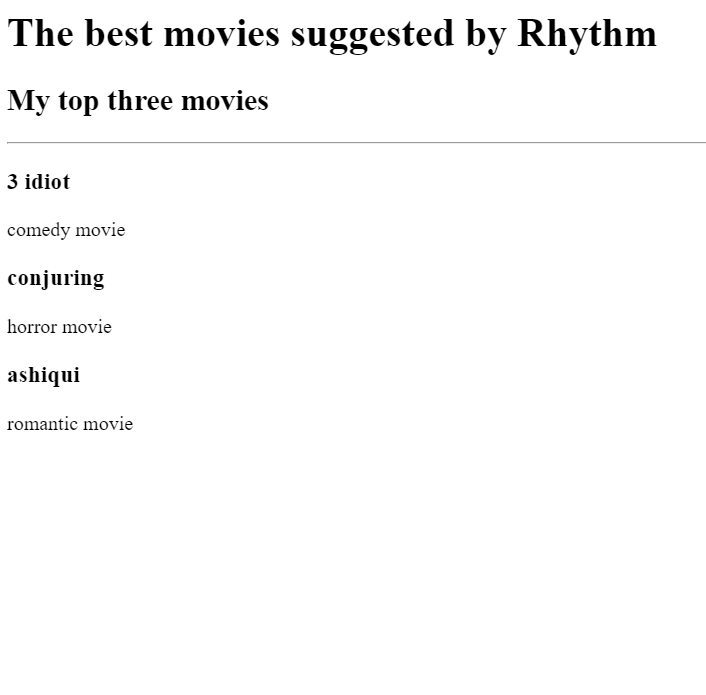 The best movies suggested by Rhythm
My top three movies
3 idiot
comedy movie
conjuring
horror movie
ashiqui
romantic movie